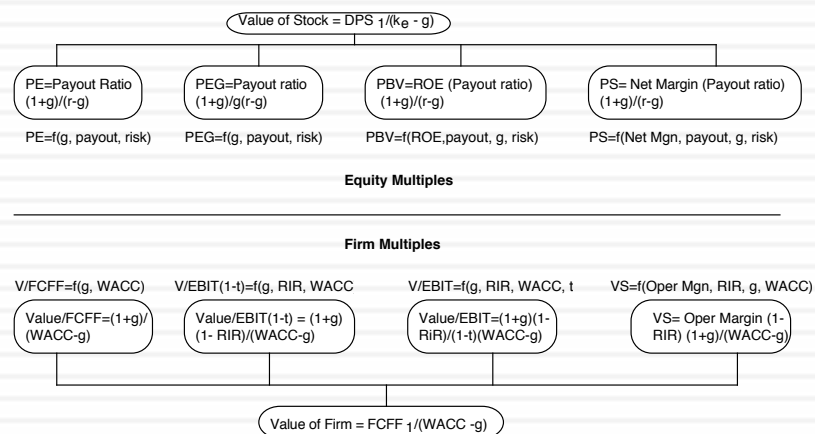 Value of Stock = DPS 1/(ke - g)
PE=Payout Ratio
(1+g)/(r-g)
PEG=Payout ratio
(1+g)/g(r-g)
PBV=ROE (Payout ratio)
(1+g)/(r-g)
PS= Net Margin (Payout ratio)
(1+g)/(r-g)
PE=f(g, payout, risk)
PEG=f(g, payout, risk)
PBV=f(ROE,payout, g, risk)
PS=f(Net Mgn, payout, g, risk)
Equity Multiples
Firm Multiples
V/FCFF=f(g, WACC)
V/EBIT(1-t)=f(g, RIR, WACC
V/EBIT=f(g, RIR, WACC, t
VS=f(Oper Mgn, RIR, g, WACC)
Value/FCFF=(1+g)/
(WACC-g)
Value/EBIT(1-t) = (1+g)
(1- RIR)/(WACC-g)
Value/EBIT=(1+g)(1-
RiR)/(1-t)(WACC-g)
VS= Oper Margin (1-
RIR) (1+g)/(WACC-g)
Value of Firm = FCFF 1/(WACC -g)